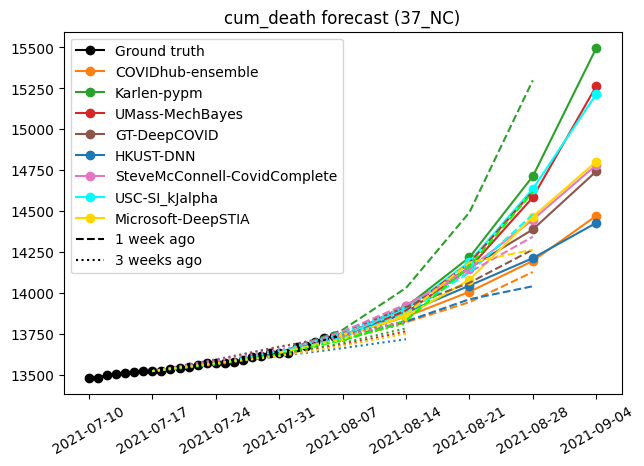 cum_death forecast (37_NC)
15500
15250
15000
14750
14500
14250
14000
13750
13500
Ground truth
COVIDhub-ensemble
Karlen-pypm
UMass-MechBayes
GT-DeepCOVID
HKUST-DNN
SteveMcConnell-CovidComplete
USC-SI_kJalpha
Microsoft-DeepSTIA
1 week ago
3 weeks ago
2021-07-10
2021-07-17
2021-07-24
2021-07-31
2021-08-07
2021-08-14
2021-08-21
2021-08-28
2021-09-04